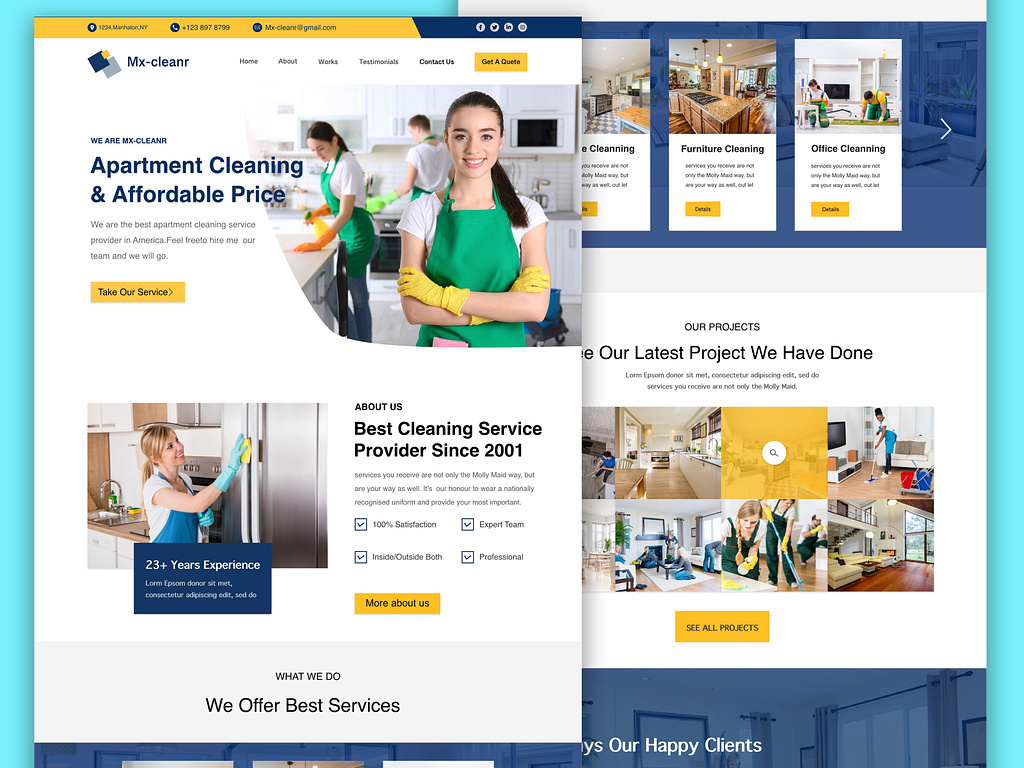 1234,Manhaton,NY
+123 897 8799
Mx-cleanr@gmail.com
Mx-cleanr
Home
About
Works
Testimonials
Contact Us
Get A Quete
WE ARE MX-CLEANR
Apartment Cleaning
& Affordable Price
We are the best apartment cleaning service
provider in America.Feel freeto hire me our
team and we will go.
Take Our Service
ABOUT US
Best Cleaning Service
Provider Since 2001
services you receive are not only the Molly Maid way, but
are your way as well. It's our honour to wear a nationally
recognised uniform and provide your most important.
100% Satisfaction
Expert Team
Inside/Outside Both
Professional
More about us
23+ Years Experience
Lorm Epsom donor sit met,
consectetur adipiscing edit, sed do
WHAT WE DO
We Offer Best Services
e Cleanning
you receive are not
Molly Maid way, but
way as well, out let
Furniture Cleaning
services you receive are not
only the Molly Maid way, but
are your way as well, out let
Details
Office Cleanning
services you receive are not
only the Molly Maid way, but
are your way as well, out let
Details
OUR PROJECTS
ee Our Latest Project We Have Done
Lorm Epsom donor sit met, consectetur adipiscing edit, sed do
services you receive are not only the Molly Maid.
SEE ALL PROJECTS
ys Our Happy Clients